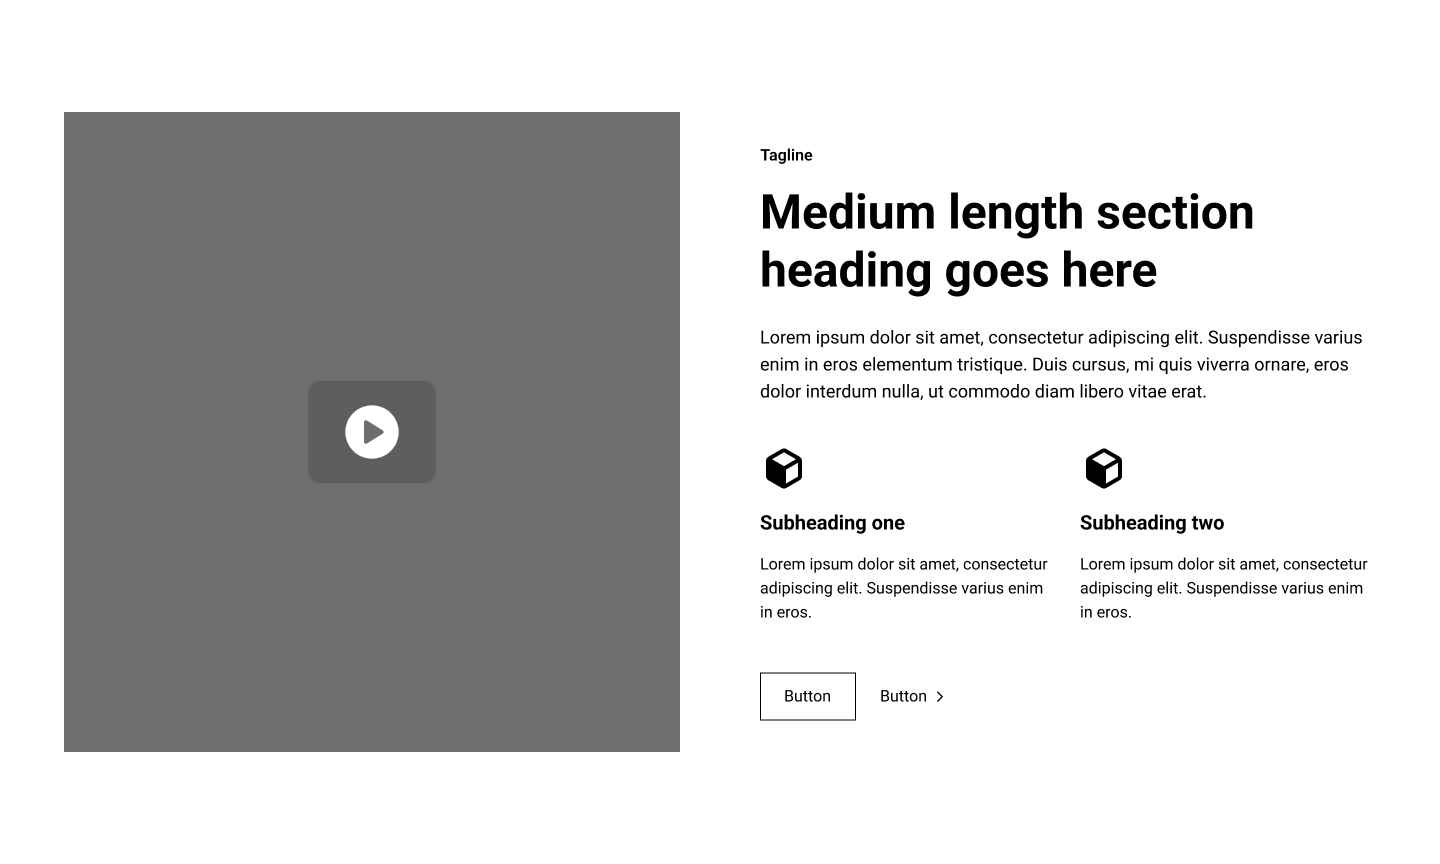 Tagline
Medium length section
heading goes here
Lorem ipsum dolor sit amet, consectetur adipiscing elit. Suspendisse varius
enim in eros elementum tristique. Duis cursus, mi quis viverra ornare, eros
dolor interdum nulla, ut commodo diam libero vitae erat.
Subheading one
Lorem ipsum dolor sit amet, consectetur
adipiscing elit. Suspendisse varius enim
in eros.
Subheading two
Lorem ipsum dolor sit amet, consectetur
adipiscing elit. Suspendisse varius enim
in eros.
Button
Button